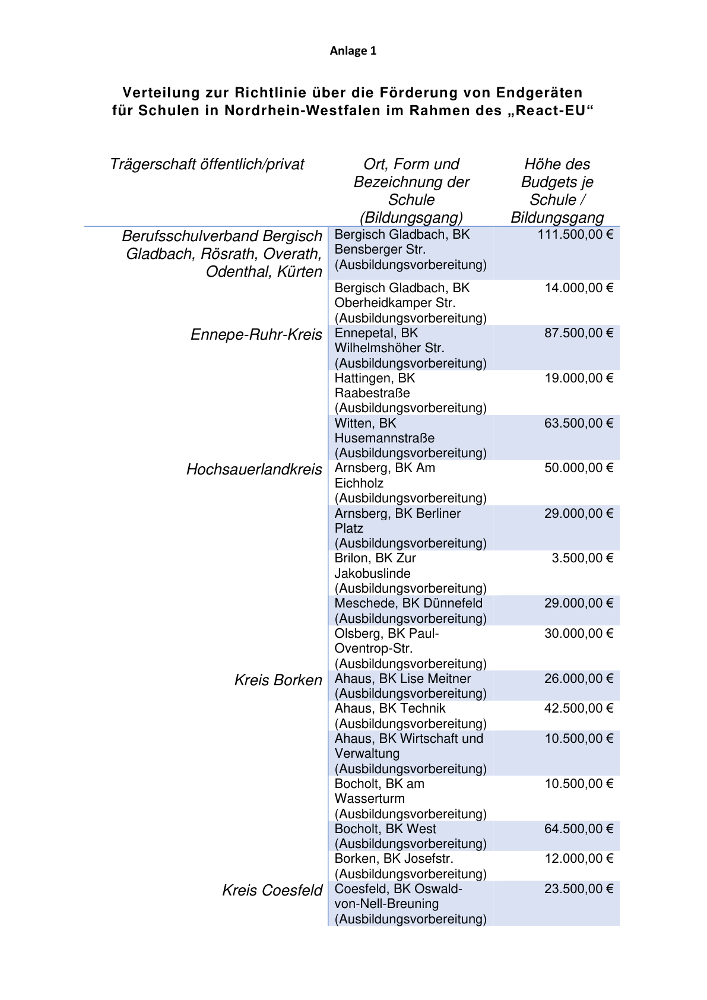 Anlage 1
Verteilung zur Richtlinie über die Förderung von Endgeräten
für Schulen in Nordrhein-Westfalen im Rahmen des „React-EU“
Trägerschaft öffentlich/privat
Ort, Form und
Bezeichnung der
Schule
(Bildungsgang)
Höhe des
Budgets je
Schule /
Bildungsgang
Berufsschulverband Bergisch
Gladbach, Rösrath, Overath,
Odenthal, Kürten
Bergisch Gladbach, BK
Bensberger Str.
(Ausbildungsvorbereitung)
111.500,00 €
Bergisch Gladbach, BK
Oberheidkamper Str.
(Ausbildungsvorbereitung)
14.000,00 €
Ennepe-Ruhr-Kreis
Ennepetal, BK
Wilhelmshöher Str.
(Ausbildungsvorbereitung)
87.500,00 €
Hattingen, BK
Raabestraße
(Ausbildungsvorbereitung)
19.000,00 €
Witten, BK
Husemannstraße
(Ausbildungsvorbereitung)
63.500,00 €
Hochsauerlandkreis
Arnsberg, BK Am
Eichholz
(Ausbildungsvorbereitung)
50.000,00 €
Arnsberg, BK Berliner
Platz
(Ausbildungsvorbereitung)
29.000,00 €
Brilon, BK Zur
Jakobuslinde
(Ausbildungsvorbereitung)
3.500,00 €
Meschede, BK Dünnefeld
(Ausbildungsvorbereitung)
29.000,00 €
Olsberg, BK Paul-
Oventrop-Str.
(Ausbildungsvorbereitung)
30.000,00 €
Kreis Borken
Ahaus, BK Lise Meitner
(Ausbildungsvorbereitung)
26.000,00 €
Ahaus, BK Technik
(Ausbildungsvorbereitung)
42.500,00 €
Ahaus, BK Wirtschaft und
Verwaltung
(Ausbildungsvorbereitung)
10.500,00 €
Bocholt, BK am
Wasserturm
(Ausbildungsvorbereitung)
10.500,00 €
Bocholt, BK West
(Ausbildungsvorbereitung)
64.500,00 €
Borken, BK Josefstr.
(Ausbildungsvorbereitung)
12.000,00 €
Kreis Coesfeld
Coesfeld, BK Oswald-
von-Nell-Breuning
(Ausbildungsvorbereitung)
23.500,00 €